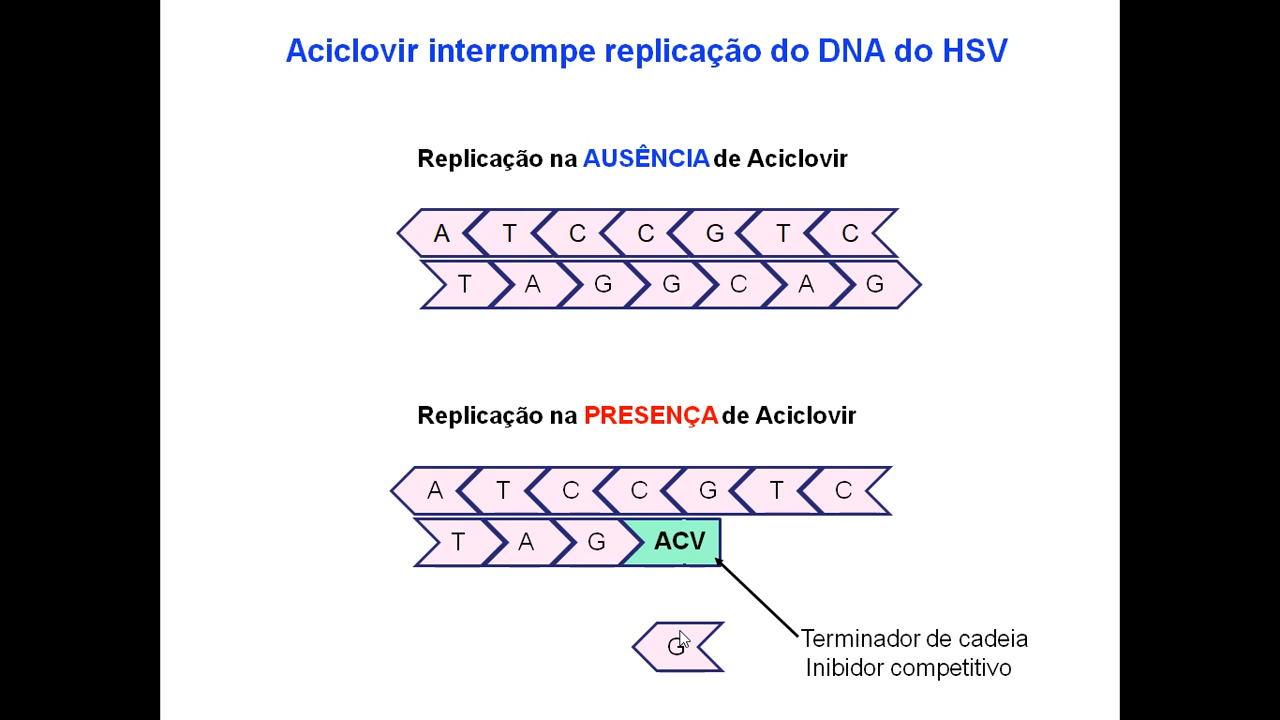 Aciclovir interrompe replicação do DNA do HSV
Replicação na AUSÊNCIA de Aciclovir
A T C C G T C
T A G G C A G
Replicação na PRESENÇA de Aciclovir
A T C C G T C
T A G ACV
G
Terminador de cadeia
Inibidor competitivo